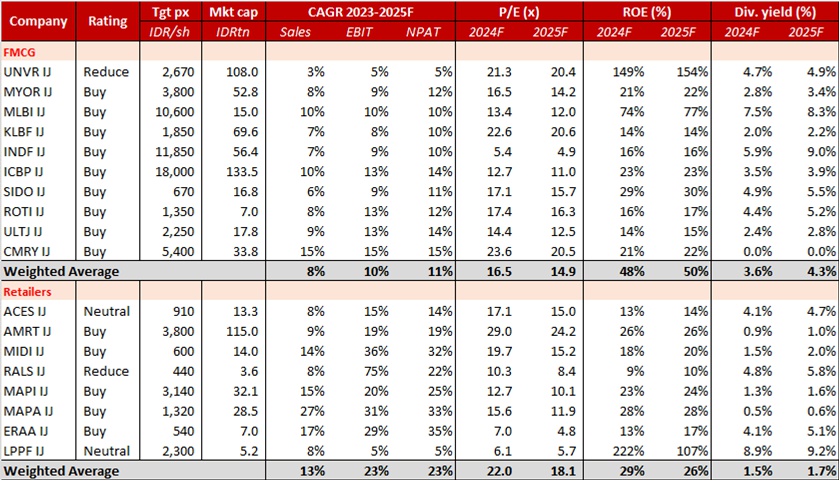 Company Rating Tgt px Mkt cap CAGR 2023-2025F P/E (x) ROE (%) Div. yield (%)
IDR/sh IDRtn Sales EBIT NPAT 2024F 2025F 2024F 2025F 2024F 2025F
FMCG
UNVR IJ Reduce 2,670 108.0 3% 5% 5% 21.3 20.4 149% 154% 4.7% 4.9%
MYOR IJ Buy 3,800 52.8 8% 9% 12% 16.5 14.2 21% 22% 2.8% 3.4%
MLBI IJ Buy 10,600 15.0 10% 10% 10% 13.4 12.0 74% 77% 7.5% 8.3%
KLBF IJ Buy 1,850 69.6 7% 8% 10% 22.6 20.6 14% 14% 2.0% 2.2%
INDF IJ Buy 11,850 56.4 7% 9% 10% 5.4 4.9 16% 16% 5.9% 9.0%
ICBP IJ Buy 18,000 133.5 10% 13% 14% 12.7 11.0 23% 23% 3.5% 3.9%
SIDO IJ Buy 670 16.8 6% 9% 11% 17.1 15.7 29% 30% 4.9% 5.5%
ROTI IJ Buy 1,350 7.0 8% 13% 12% 17.4 16.3 16% 17% 4.4% 5.2%
ULTJ IJ Buy 2,250 17.8 9% 13% 14% 14.4 12.5 14% 15% 2.4% 2.8%
CMRY IJ Buy 5,400 33.8 15% 15% 15% 23.6 20.5 21% 22% 0.0% 0.0%
Weighted Average 8% 10% 11% 16.5 14.9 48% 50% 3.6% 4.3%
Retailers
ACES IJ Neutral 910 13.3 8% 15% 14% 17.1 15.0 13% 14% 4.1% 4.7%
AMRT IJ Buy 3,800 115.0 9% 19% 19% 29.0 24.2 26% 26% 0.9% 1.0%
MIDI IJ Buy 600 14.0 14% 36% 32% 19.7 15.2 18% 20% 1.5% 2.0%
RALS IJ Reduce 440 3.6 8% 75% 22% 10.3 8.4 9% 10% 4.8% 5.8%
MAPI IJ Buy 3,140 32.1 15% 20% 25% 12.7 10.1 23% 24% 1.3% 1.6%
MAPA IJ Buy 1,320 28.5 27% 31% 33% 15.6 11.9 28% 28% 0.5% 0.6%
ERAA IJ Buy 540 7.0 17% 29% 35% 7.0 4.8 13% 17% 4.1% 5.1%
LPPF IJ Neutral 2,300 5.2 8% 5% 5% 6.1 5.7 222% 107% 8.9% 9.2%
Weighted Average 13% 23% 23% 22.0 18.1 29% 26% 1.5% 1.7%